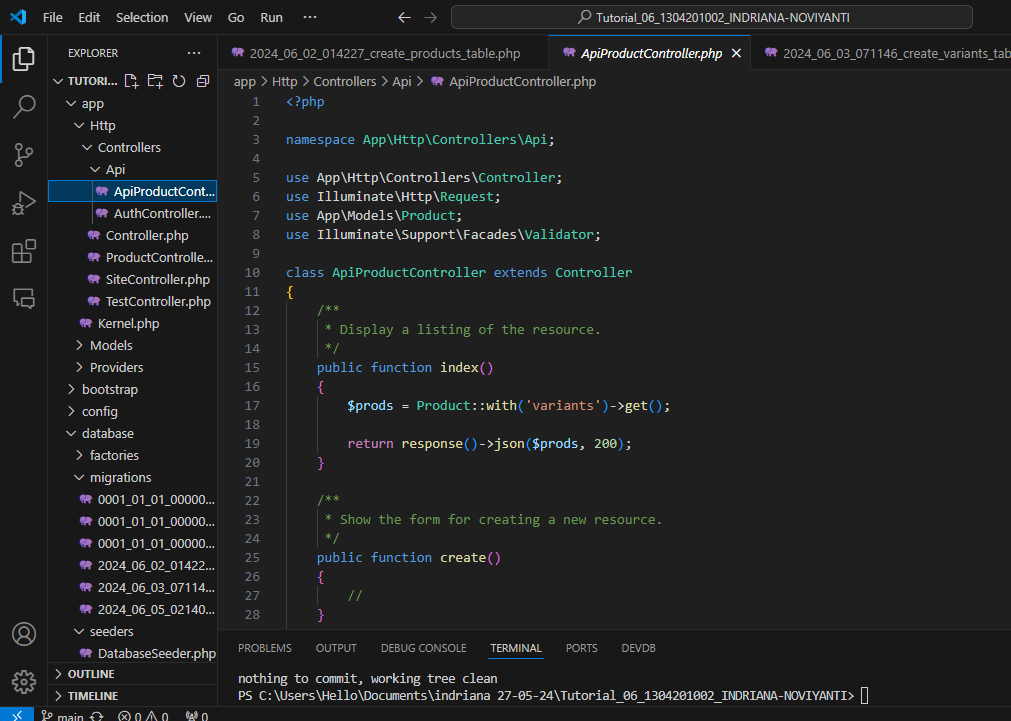 File Edit Selection View Go Run ...
Tutorial_06_1304201002_INDRIANA-NOVIYANTI
EXPLORER ...
TUTORI...
app
Http
Controllers
Api
ApiProductCont...
AuthController....
Controller.php
ProductControlle...
SiteController.php
TestController.php
Kernel.php
Models
Providers
bootstrap
config
database
factories
migrations
0001_01_01_00000...
0001_01_01_00000...
0001_01_01_00000...
2024_06_02_01422...
2024_06_03_07114...
2024_06_05_02140...
seeders
DatabaseSeeder.php
OUTLINE
TIMELINE
2024_06_02_014227_create_products_table.php ApiProductController.php 2024_06_03_071146_create_variants_tab
app > Http > Controllers > Api > ApiProductController.php
1 <?php
2
3 namespace App\Http\Controllers\Api;
4
5 use App\Http\Controllers\Controller;
6 use Illuminate\Http\Request;
7 use App\Models\Product;
8 use Illuminate\Support\Facades\Validator;
9
10 class ApiProductController extends Controller
11 {
12 /**
13 * Display a listing of the resource.
14 */
15 public function index()
16 {
17 $prods = Product::with('variants')->get();
18
19 return response()->json($prods, 200);
20 }
21
22 /**
23 * Show the form for creating a new resource.
24 */
25 public function create()
26 {
27 //
28 }
PROBLEMS OUTPUT DEBUG CONSOLE TERMINAL PORTS DEVDB
nothing to commit, working tree clean
PS C:\Users\Hello\Documents\indriana 27-05-24\Tutorial_06_1304201002_INDRIANA-NOVIYANTI>
main 0 0 0